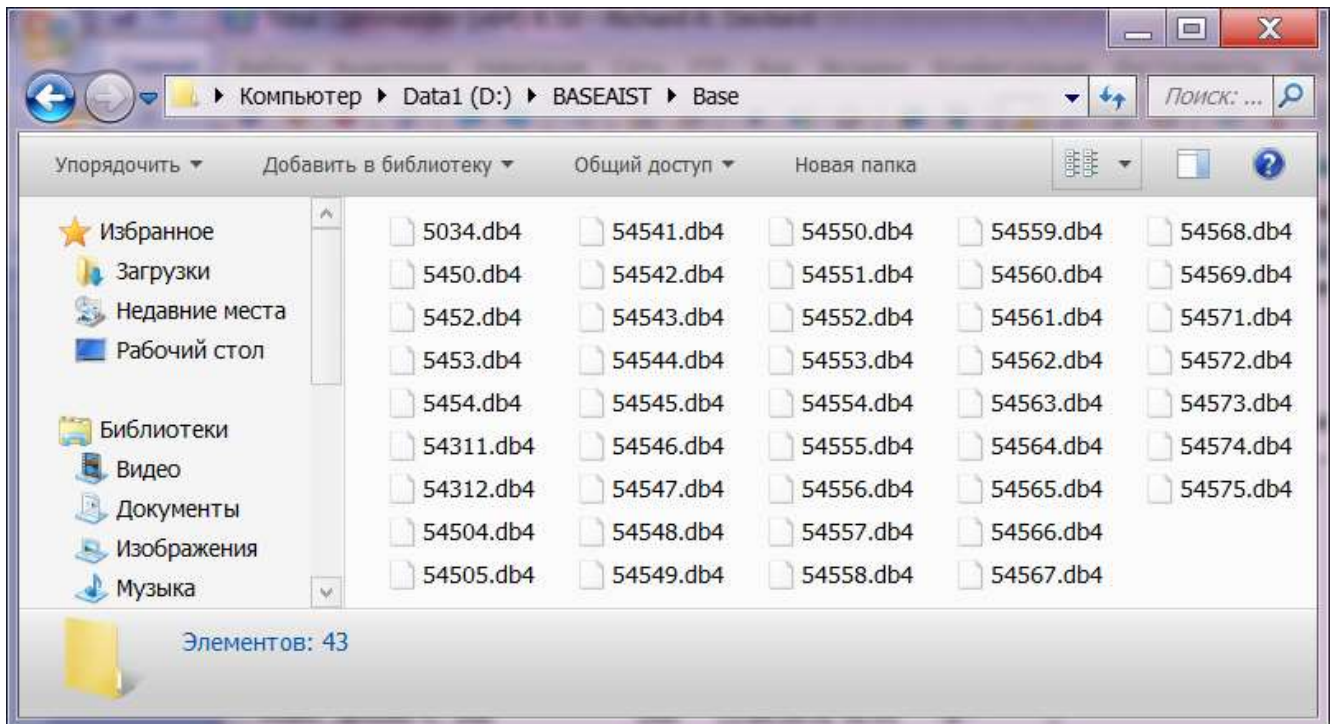 Компьютер Data1 (D:) BASEAIST Base
Поиск: ...
Упорядочить Добавить в библиотеку Общий доступ Новая папка
Избранное
Загрузки
Недавние места
Рабочий стол
Библиотеки
Видео
Документы
Изображения
Музыка
5034.db4 54541.db4 54550.db4 54559.db4 54568.db4
5450.db4 54542.db4 54551.db4 54560.db4 54569.db4
5452.db4 54543.db4 54552.db4 54561.db4 54571.db4
5453.db4 54544.db4 54553.db4 54562.db4 54572.db4
5454.db4 54545.db4 54554.db4 54563.db4 54573.db4
54311.db4 54546.db4 54555.db4 54564.db4 54574.db4
54312.db4 54547.db4 54556.db4 54565.db4 54575.db4
54504.db4 54548.db4 54557.db4 54566.db4
54505.db4 54549.db4 54558.db4 54567.db4
Элементов: 43